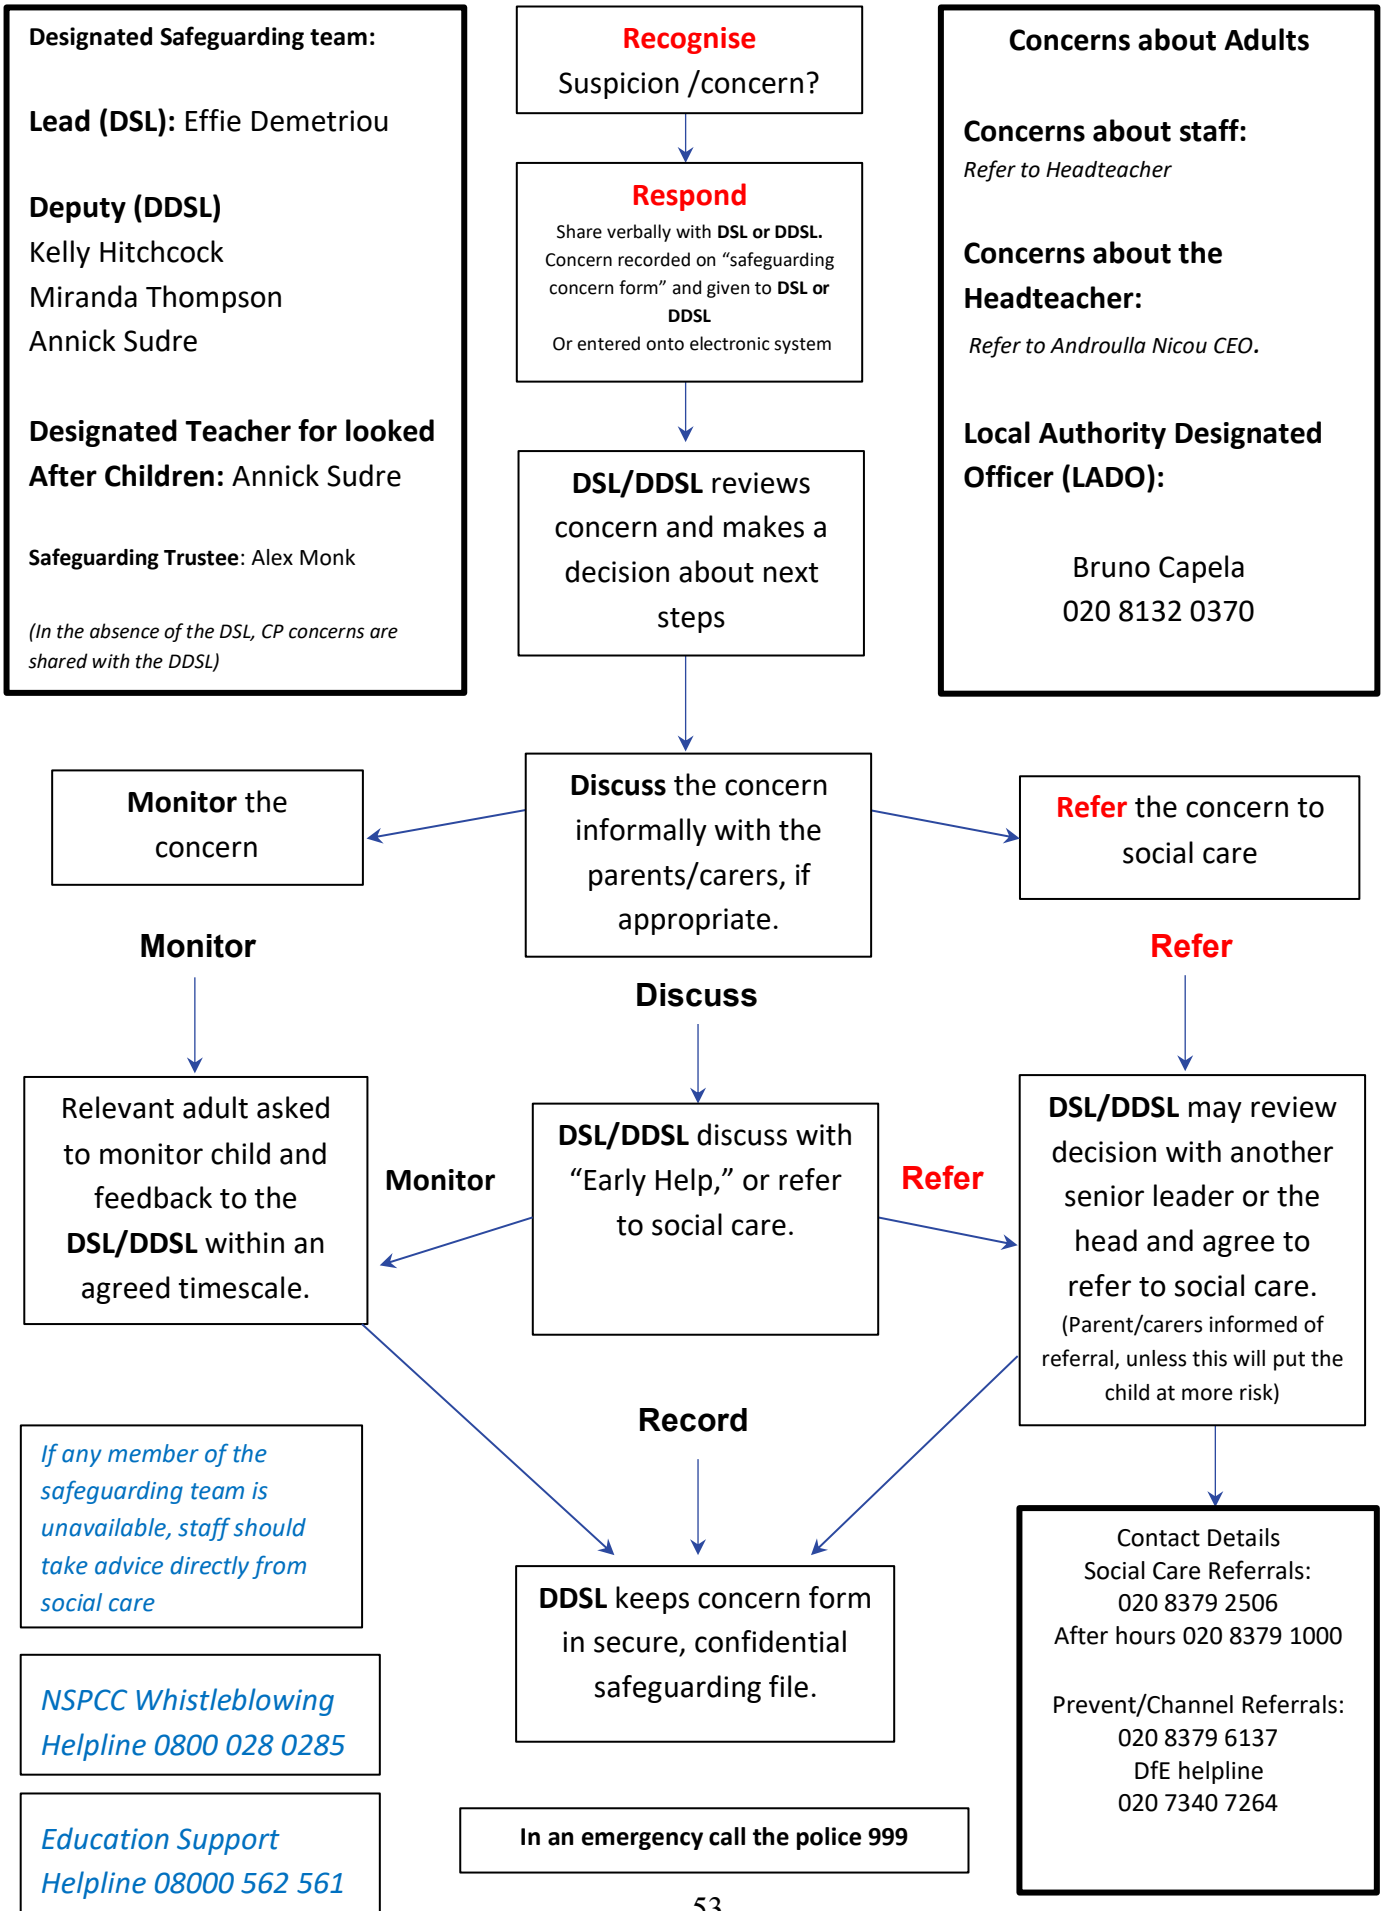 Designated Safeguarding team:
Lead (DSL): Effie Demetriou
Deputy (DDSL)
Kelly Hitchcock
Miranda Thompson
Annick Sudre
Designated Teacher for looked
After Children: Annick Sudre
Safeguarding Trustee: Alex Monk
(In the absence of the DSL, CP concerns are
shared with the DDSL)
Recognise
Suspicion /concern?
Respond
Share verbally with DSL or DDSL.
Concern recorded on “safeguarding
concern form” and given to DSL or
DDSL
Or entered onto electronic system
DSL/DDSL reviews
concern and makes a
decision about next
steps
Concerns about Adults
Concerns about staff:
Refer to Headteacher
Concerns about the
Headteacher:
Refer to Androulla Nicou CEO.
Local Authority Designated
Officer (LADO):
Bruno Capela
020 8132 0370
Monitor the
concern
Discuss the concern
informally with the
parents/carers, if
appropriate.
Refer the concern to
social care
Monitor
Discuss
Refer
Relevant adult asked
to monitor child and
feedback to the
DSL/DDSL within an
agreed timescale.
Monitor
DSL/DDSL discuss with
“Early Help,” or refer
to social care.
Refer
DSL/DDSL may review
decision with another
senior leader or the
head and agree to
refer to social care.
(Parent/carers informed of
referral, unless this will put the
child at more risk)
Record
If any member of the
safeguarding team is
unavailable, staff should
take advice directly from
social care
DDSL keeps concern form
in secure, confidential
safeguarding file.
Contact Details
Social Care Referrals:
020 8379 2506
After hours 020 8379 1000
Prevent/Channel Referrals:
020 8379 6137
DfE helpline
020 7340 7264
NSPCC Whistleblowing
Helpline 0800 028 0285
Education Support
Helpline 08000 562 561
In an emergency call the police 999
53